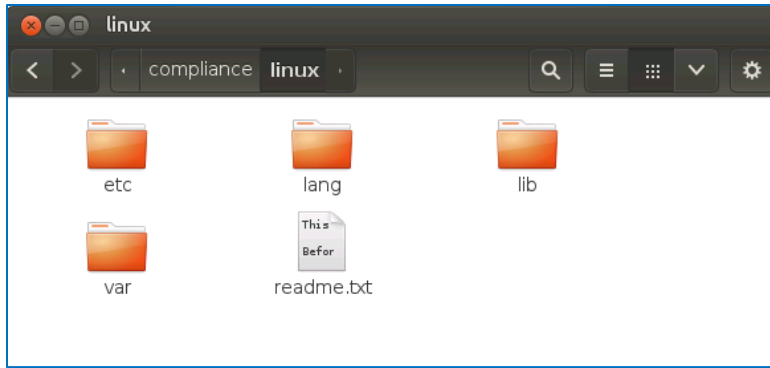 linux
compliance linux
etc lang lib
This
Befor
var readme.txt